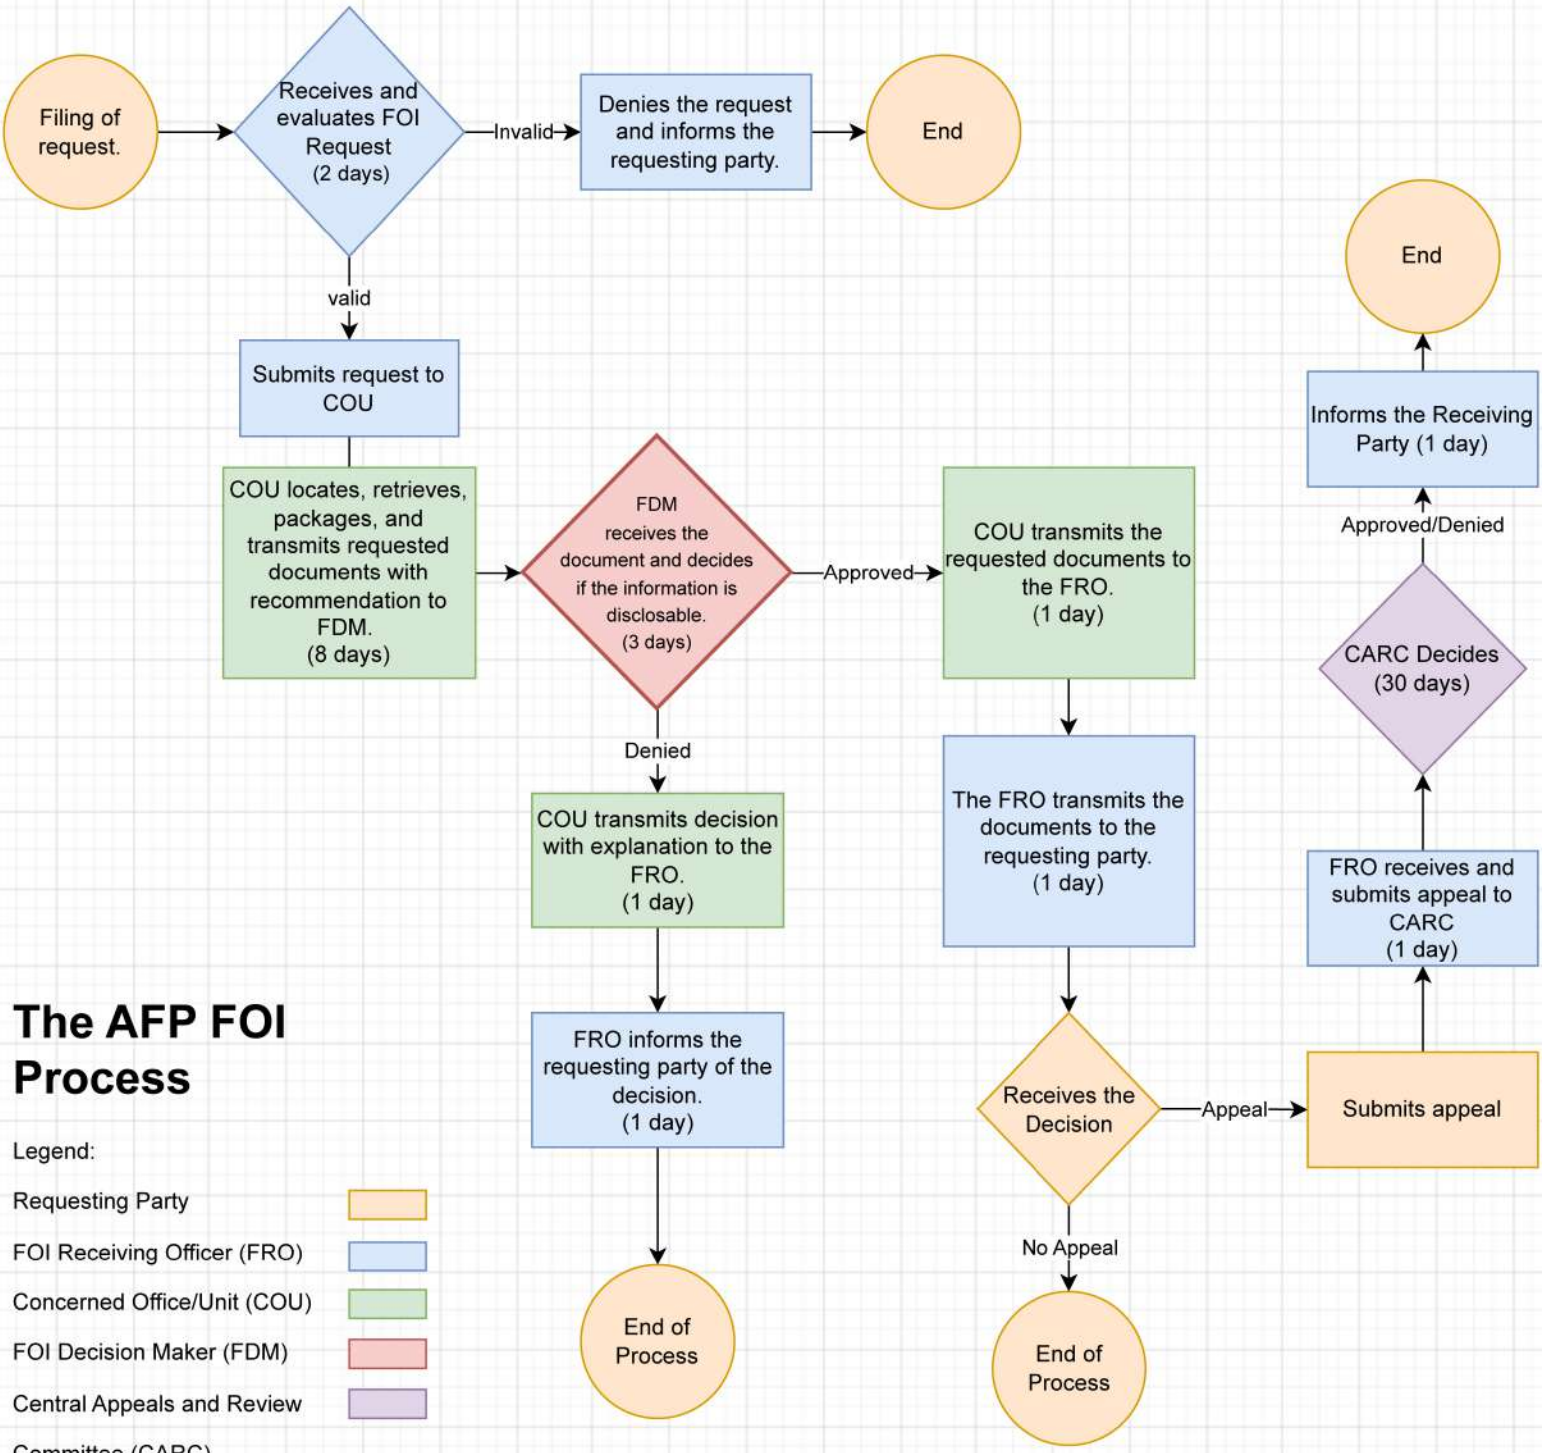 Filing of
request.
Receives and
evaluates FOI
Request
(2 days)
Invalid
Denies the request
and informs the
requesting party.
End
valid
Submits request to
COU
COU locates, retrieves,
packages, and
transmits requested
documents with
recommendation to
FDM.
(8 days)
FDM
receives the
document and decides
if the information is
disclosable.
(3 days)
Approved
COU transmits the
requested documents to
the FRO.
(1 day)
Denied
COU transmits decision
with explanation to the
FRO.
(1 day)
FRO informs the
requesting party of the
decision.
(1 day)
End of
Process
The FRO transmits the
documents to the
requesting party.
(1 day)
Receives the
Decision
No Appeal
End of
Process
Appeal
Submits appeal
FRO receives and
submits appeal to
CARC
(1 day)
CARC Decides
(30 days)
Approved/Denied
Informs the Receiving
Party (1 day)
End
The AFP FOI
Process
Legend:
Requesting Party
FOI Receiving Officer (FRO)
Concerned Office/Unit (COU)
FOI Decision Maker (FDM)
Central Appeals and Review
Committee (CARC)